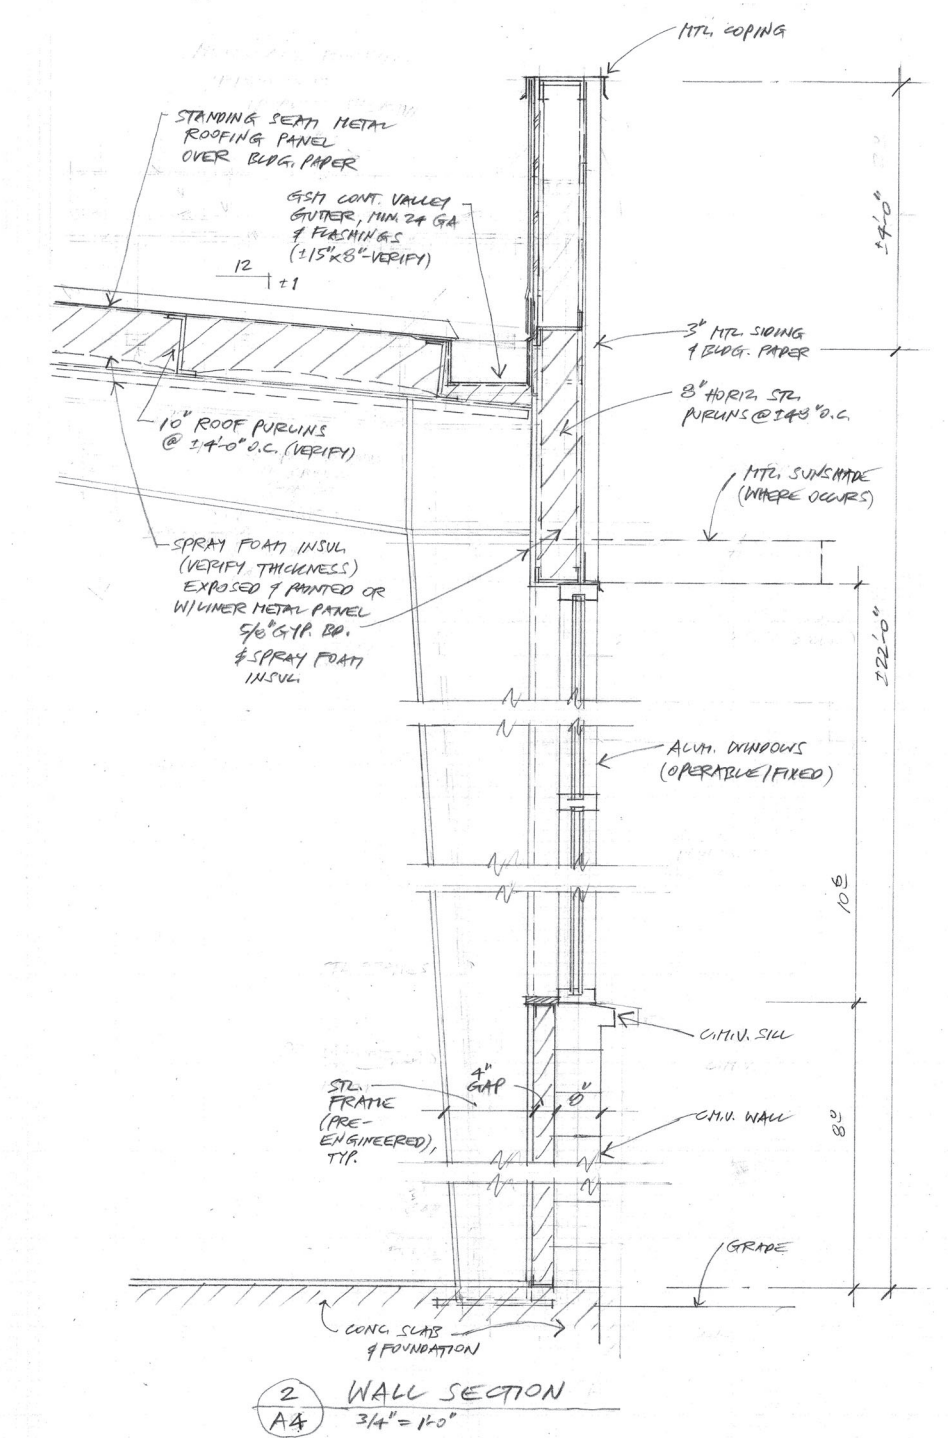 MTL. COPING
STANDING SEAM METAL
ROOFING PANEL
OVER BLDG. PAPER
GSM CONT. VALLEY
GUTTER, MIN. 24 GA
& FLASHINGS
(±15"x8"-VERIFY)
12
±1
±4'-0"
3" MTL SIDING
& BLDG. PAPER
8" HORIZ. STL
PURLINS @ ±4'8" O.C.
10" ROOF PURLINS
@ ±4'-0" O.C. (VERIFY)
MTL SUNSHADE
(WHERE OCCURS)
SPRAY FOAM INSUL
(VERIFY THICKNESS)
EXPOSED & PAINTED OR
W/LINER METAL PANEL
5/8" GYP. BD.
& SPRAY FOAM
INSUL
±22'-0"
ALUM. WINDOWS
(OPERABLE/FIXED)
10 6
C.M.U. SILL
STL.
FRAME
(PRE-
ENGINEERED),
TYP.
4"
GAP
8"
C.M.U. WALL
8 0
GRADE
CONC. SLAB
& FOUNDATION
2 WALL SECTION
A4 3/4" = 1'-0"